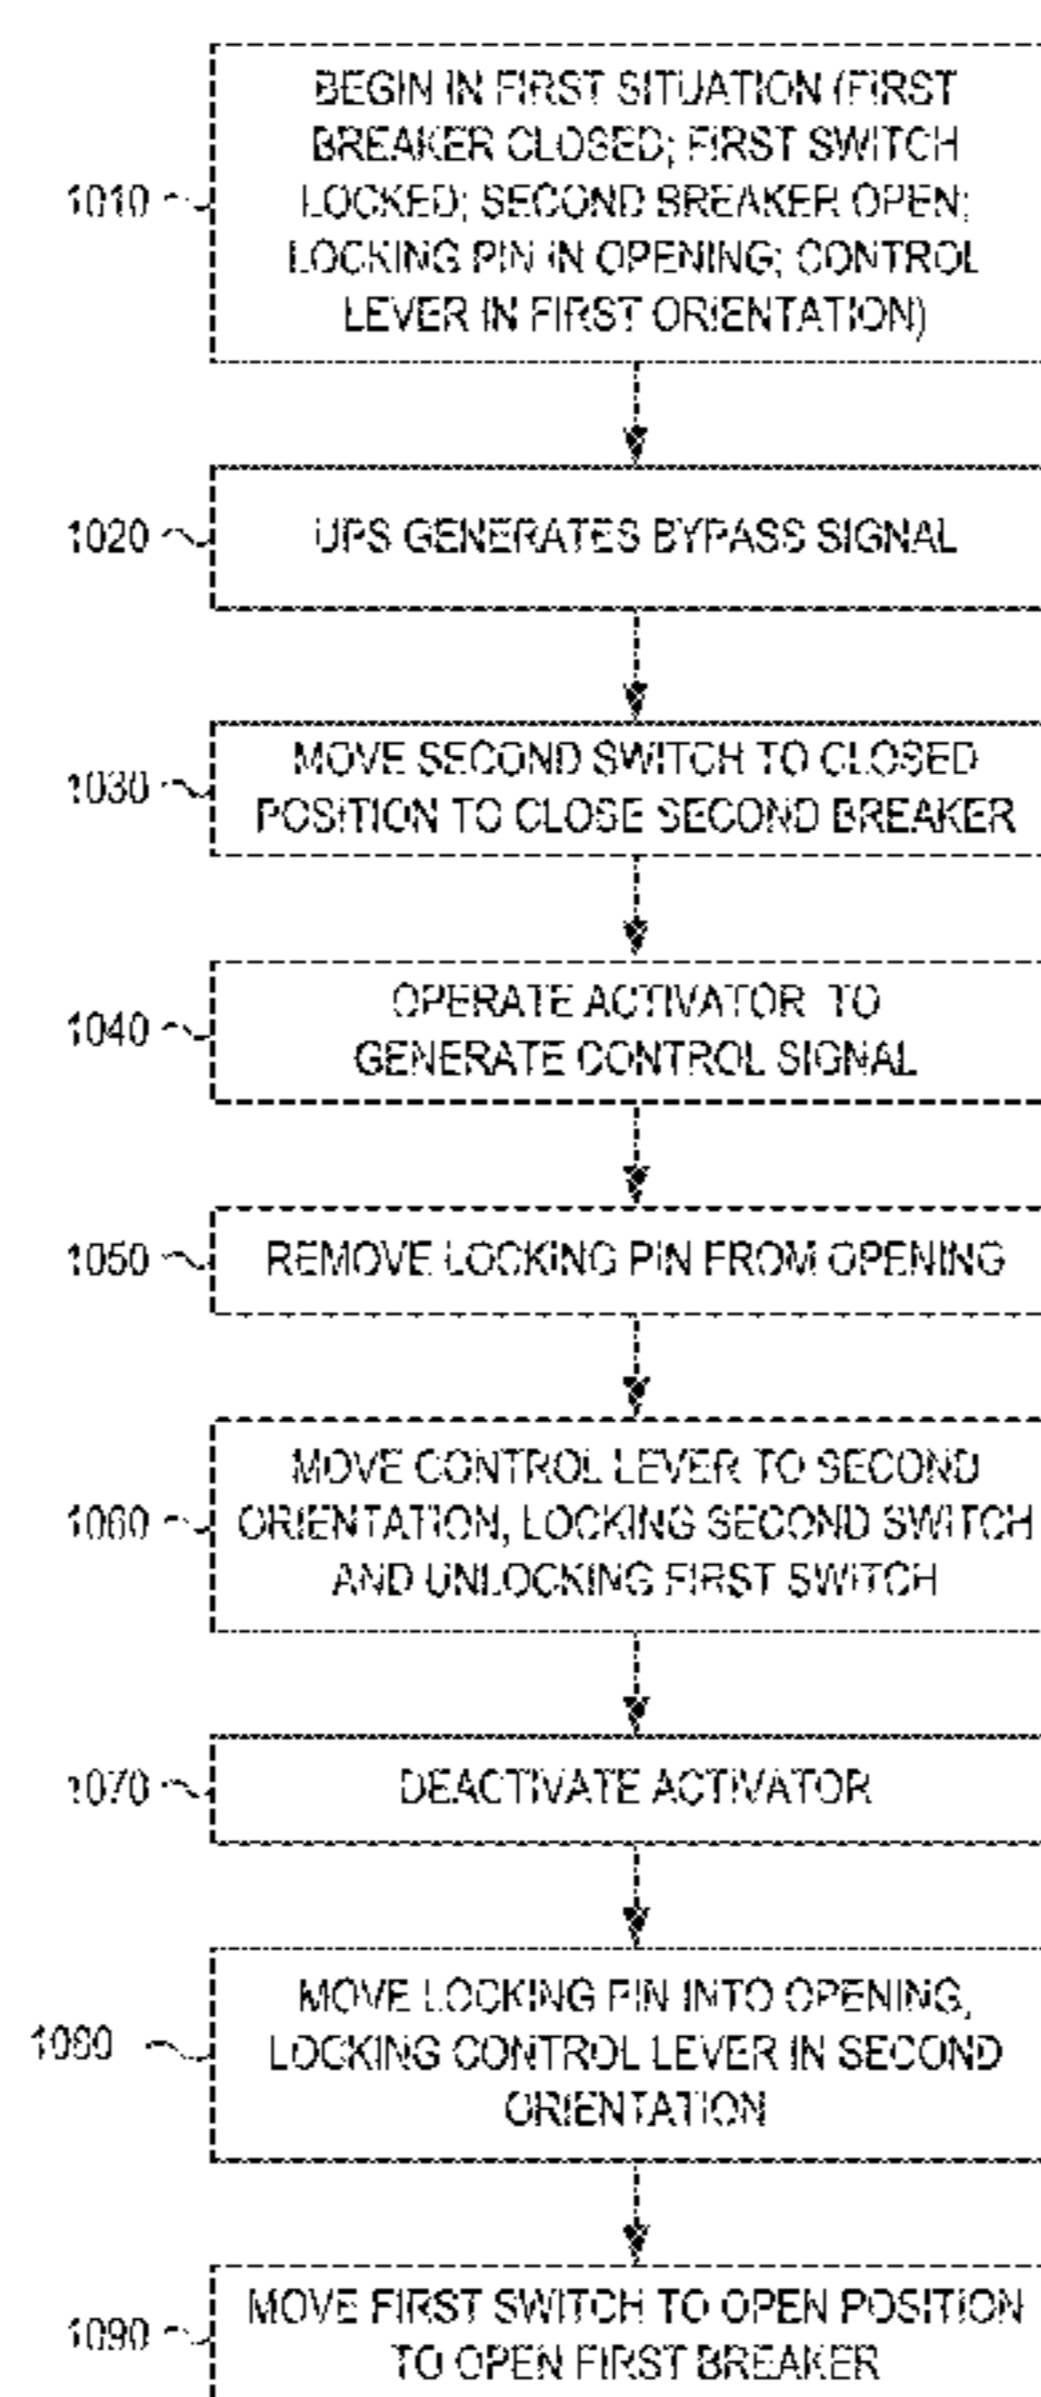 BEGIN IN FIRST SITUATION (FIRST
BREAKER CLOSED; FIRST SWITCH
1010
LOCKED; SECOND BREAKER OPEN;
LOCKING PIN IN OPENING; CONTROL
LEVER IN FIRST ORIENTATION)
1020
UPS GENERATES BYPASS SIGNAL
MOVE SECOND SWITCH TO CLOSED
1030
POSITION TO CLOSE SECOND BREAKER
OPERATE ACTIVATOR TO
1040
GENERATE CONTROL SIGNAL
1050
REMOVE LOCKING PIN FROM OPENING
MOVE CONTROL LEVER TO SECOND
1060
ORIENTATION, LOCKING SECOND SWITCH
AND UNLOCKING FIRST SWITCH
1070
DEACTIVATE ACTIVATOR
MOVE LOCKING PIN INTO OPENING,
1080
LOCKING CONTROL LEVER IN SECOND
ORIENTATION
MOVE FIRST SWITCH TO OPEN POSITION
1090
TO OPEN FIRST BREAKER